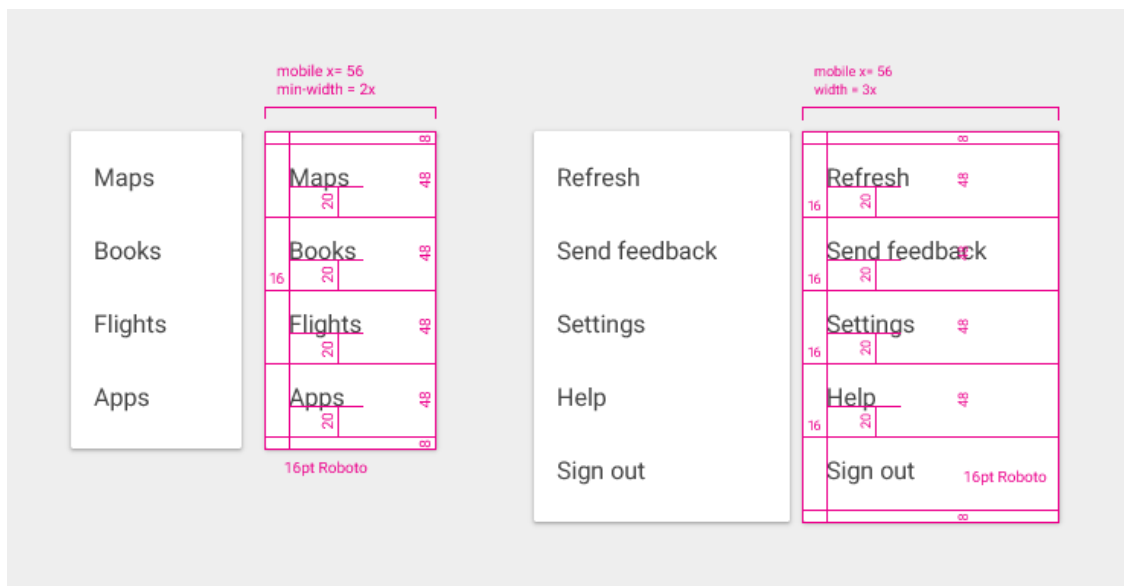 mobile x= 56
min-width = 2x
8
Maps
48
20
Books
48
16
20
Flights
48
20
Apps
48
20
8
16pt Roboto
Maps
Books
Flights
Apps
mobile x= 56
width = 3x
8
Refresh
48
16
20
Send feedback
48
16
20
Settings
48
16
20
Help
48
16
20
Sign out
16pt Roboto
8
Refresh
Send feedback
Settings
Help
Sign out